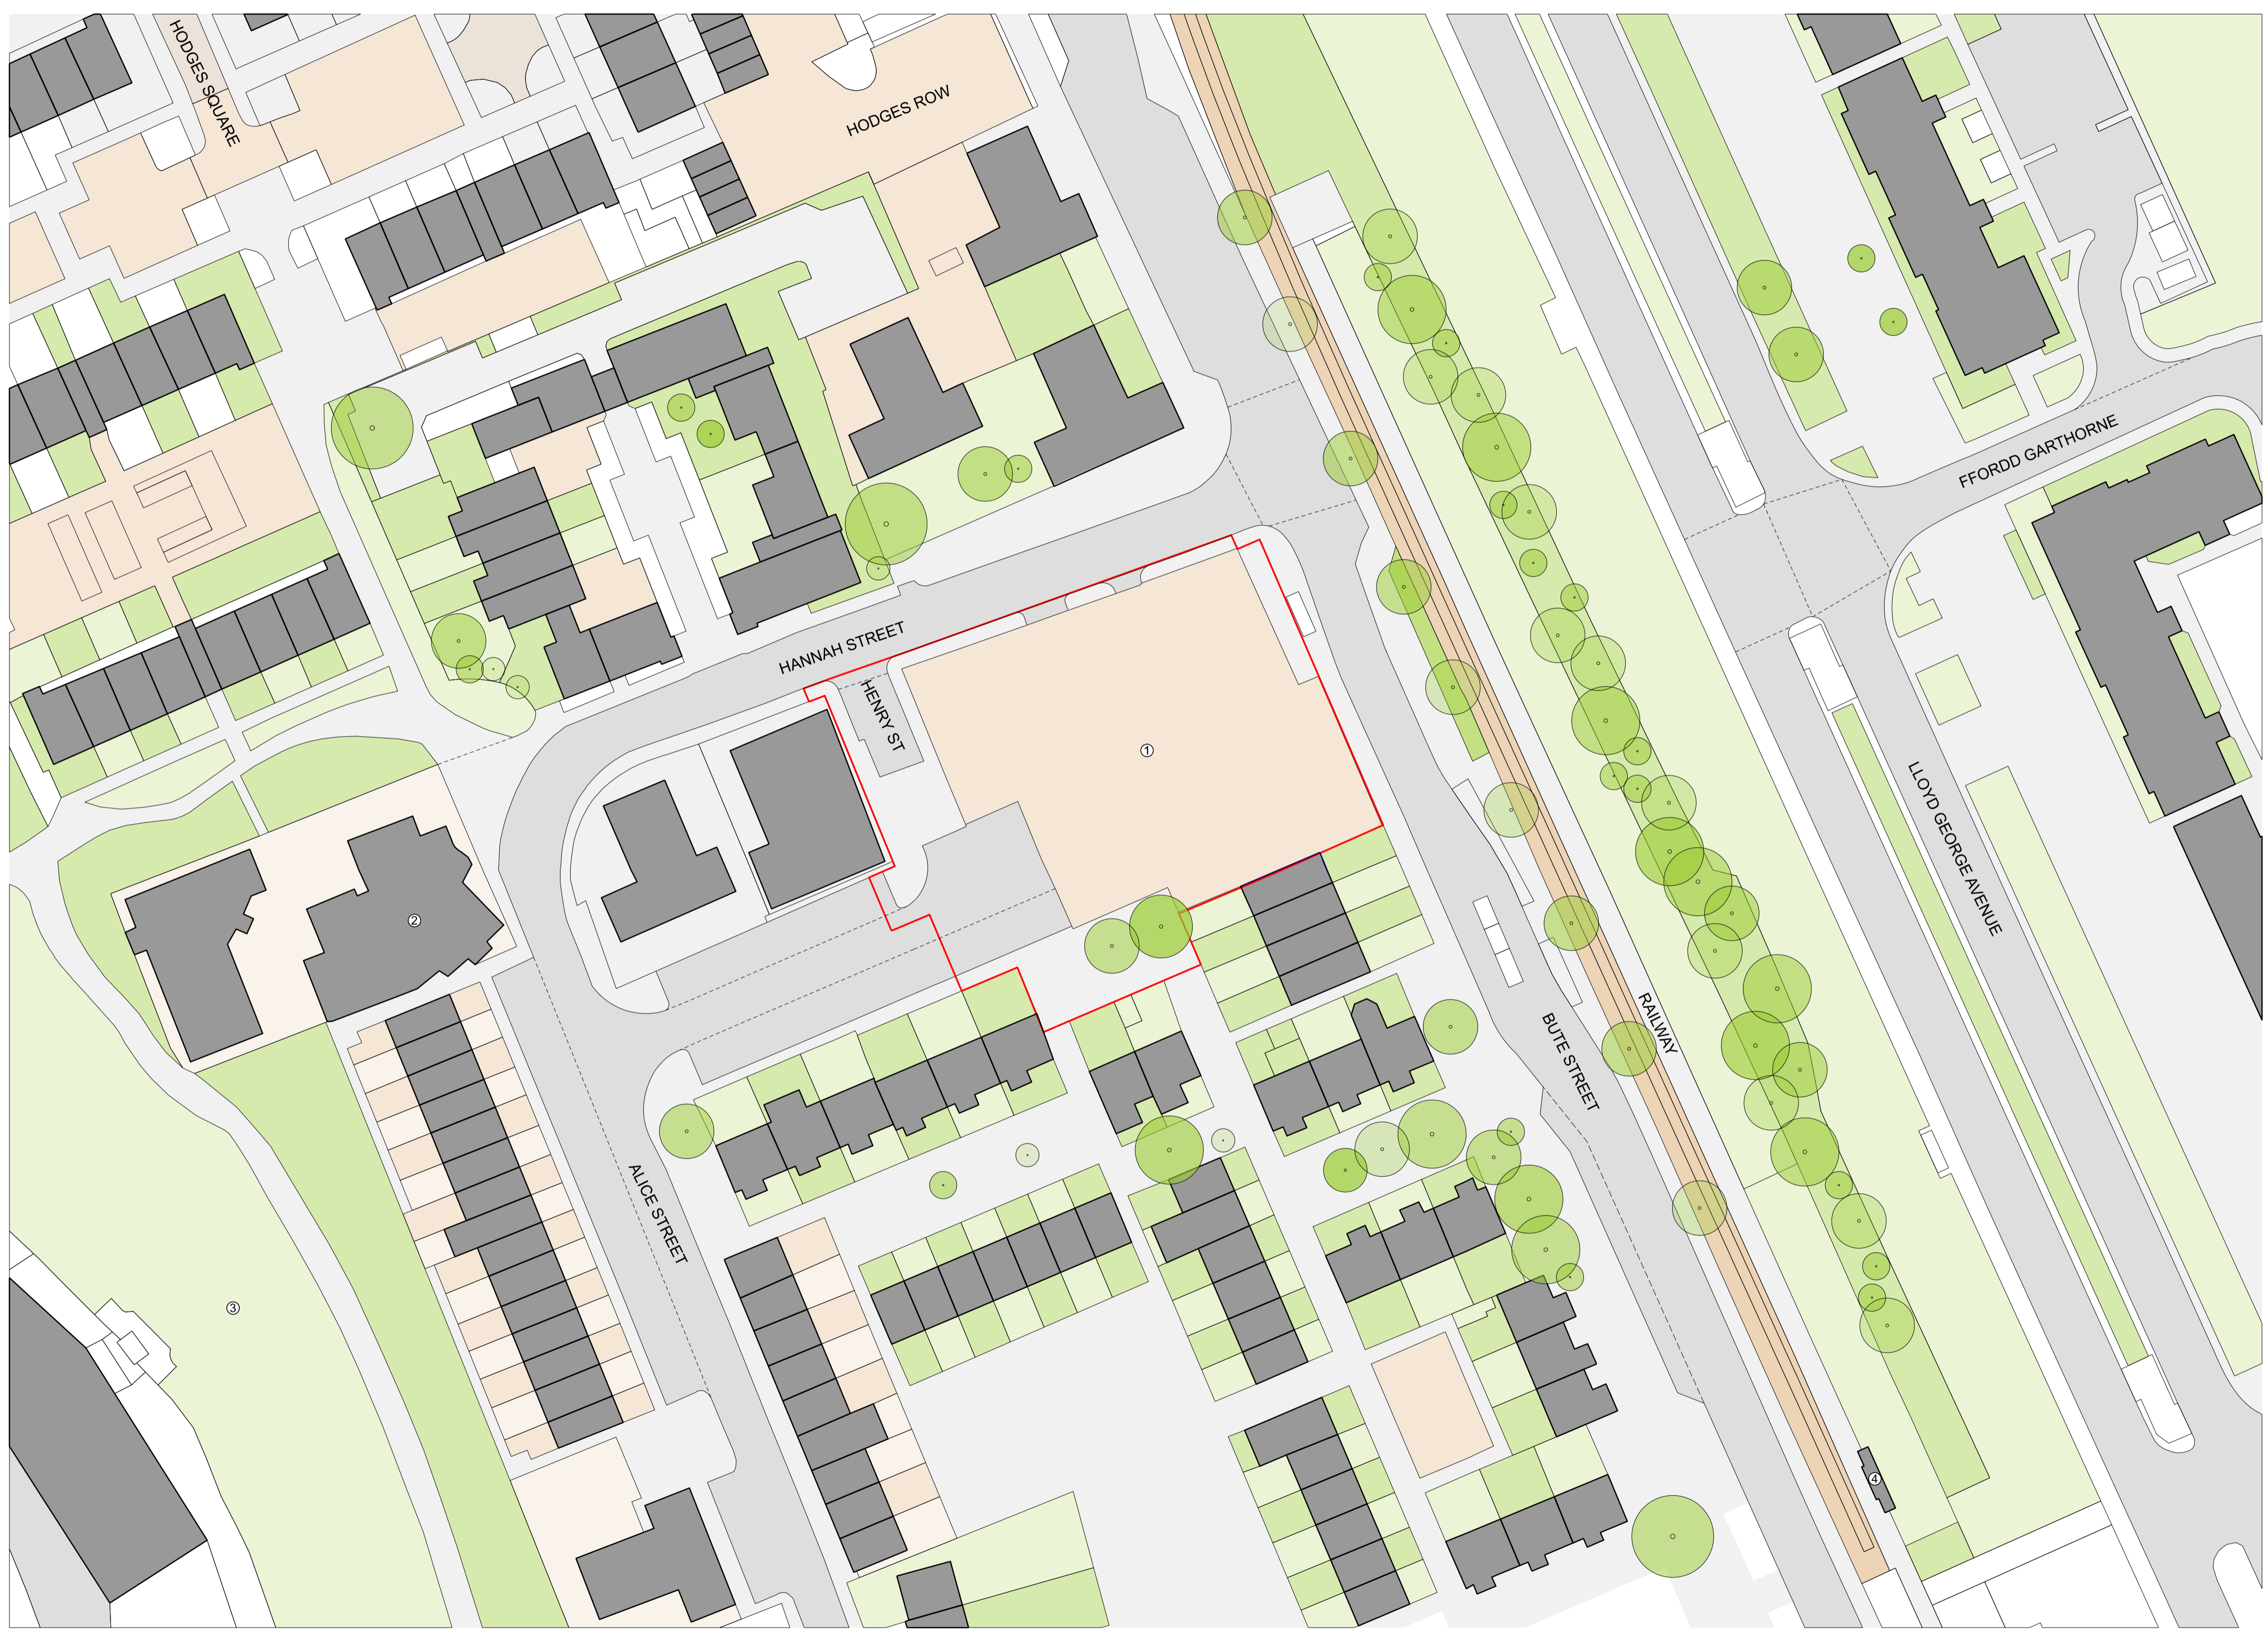 HODGES SQUARE
HODGES ROW
FFORDD GARTHORNE
HANNAH STREET
HENRY ST
1
LLOYD GEORGE AVENUE
2
RAILWAY
BUTE STREET
ALICE STREET
3
4